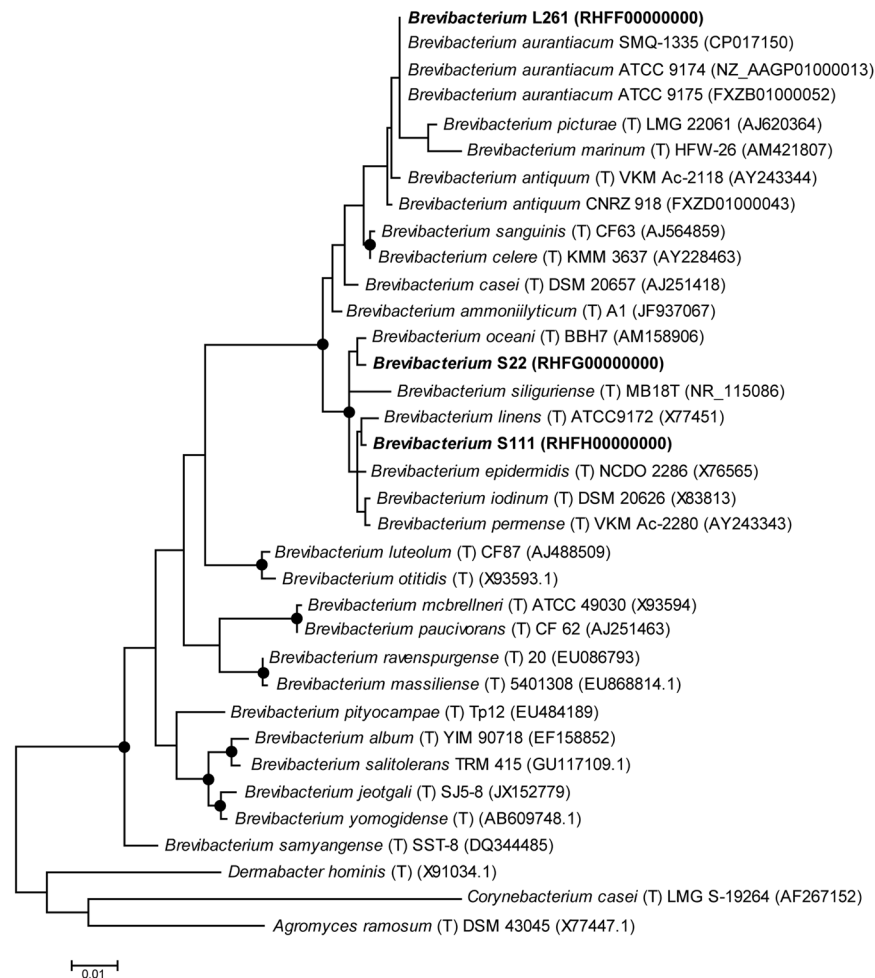 Brevibacterium L261 (RHFF00000000)
Brevibacterium aurantiacum SMQ-1335 (CP017150)
Brevibacterium aurantiacum ATCC 9174 (NZ_AAGP01000013)
Brevibacterium aurantiacum ATCC 9175 (FXZB01000052)
Brevibacterium picturae (T) LMG 22061 (AJ620364)
Brevibacterium marinum (T) HFW-26 (AM421807)
Brevibacterium antiquum (T) VKM Ac-2118 (AY243344)
Brevibacterium antiquum CNRZ 918 (FXZD01000043)
Brevibacterium sanguinis (T) CF63 (AJ564859)
Brevibacterium celere (T) KMM 3637 (AY228463)
Brevibacterium casei (T) DSM 20657 (AJ251418)
Brevibacterium ammoniilyticum (T) A1 (JF937067)
Brevibacterium oceani (T) BBH7 (AM158906)
Brevibacterium S22 (RHFG00000000)
Brevibacterium siliguriense (T) MB18T (NR_115086)
Brevibacterium linens (T) ATCC9172 (X77451)
Brevibacterium S111 (RHFH00000000)
Brevibacterium epidermidis (T) NCDO 2286 (X76565)
Brevibacterium iodinum (T) DSM 20626 (X83813)
Brevibacterium permense (T) VKM Ac-2280 (AY243343)
Brevibacterium luteolum (T) CF87 (AJ488509)
Brevibacterium otitidis (T) (X93593.1)
Brevibacterium mcbrellneri (T) ATCC 49030 (X93594)
Brevibacterium paucivorans (T) CF 62 (AJ251463)
Brevibacterium ravenspurgense (T) 20 (EU086793)
Brevibacterium massiliense (T) 5401308 (EU868814.1)
Brevibacterium pityocampae (T) Tp12 (EU484189)
Brevibacterium album (T) YIM 90718 (EF158852)
Brevibacterium salitolerans TRM 415 (GU117109.1)
Brevibacterium jeotgali (T) SJ5-8 (JX152779)
Brevibacterium yomogidense (T) (AB609748.1)
Brevibacterium samyangense (T) SST-8 (DQ344485)
Dermabacter hominis (T) (X91034.1)
Corynebacterium casei (T) LMG S-19264 (AF267152)
Agromyces ramosum (T) DSM 43045 (X77447.1)
0.01